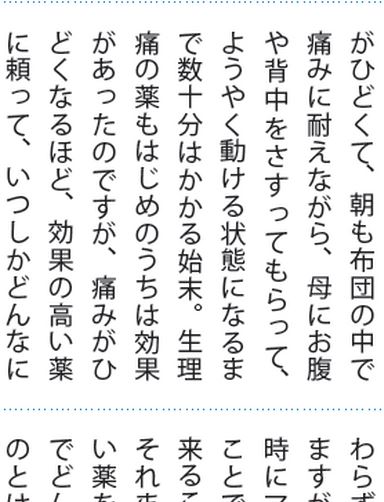 がひどくて、朝も布団の中で
痛みに耐えながら、母にお腹
や背中をさすってもらって、
ようやく動ける状態になるま
で数十分はかかる始末。生理
痛の薬もはじめのうちは効果
があったのですが、痛みがひ
どくなるほど、効果の高い薬
に頼って、いつしかどんなに
わらず
ますが
時に
ことで
来る
それ
い薬を
でど
のと